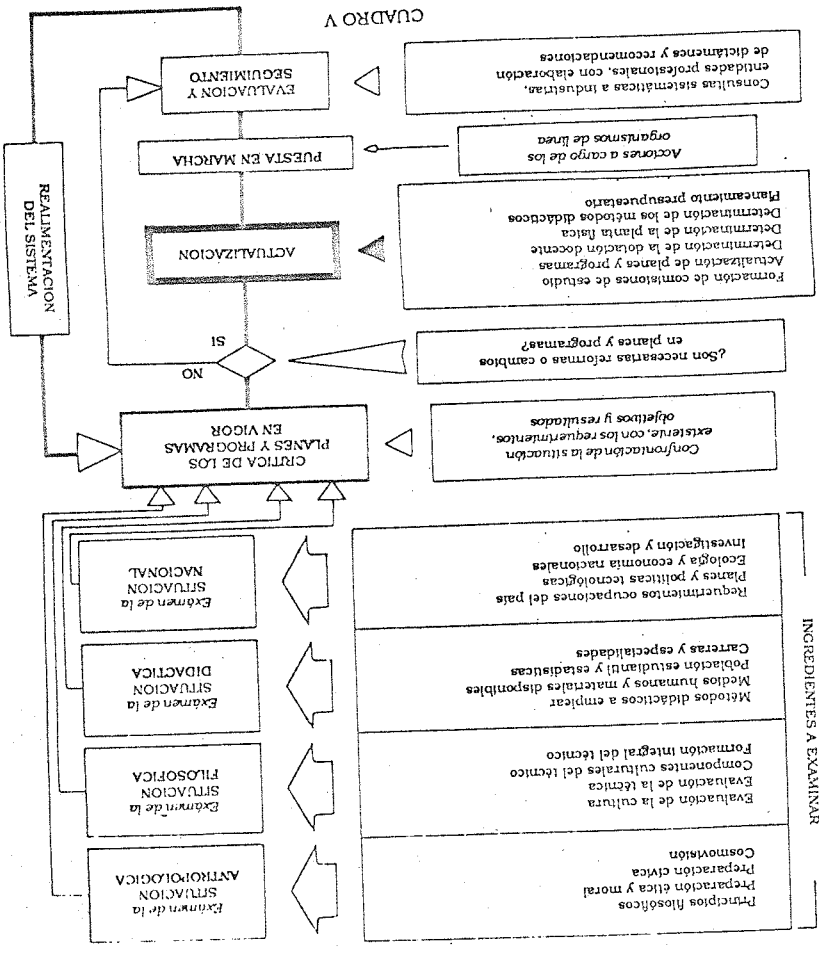 INGREDIENTES A EXAMINAR
Principios filosóficos
Preparación ética y moral
Preparación cívica
Cosmovisión
Exámen de la
SITUACION
ANTROPOLOGICA
Evaluación de la cultura
Evaluación de la técnica
Componentes culturales del técnico
Formación integral del técnico
Exámen de la
SITUACION
FILOSOFICA
Métodos didácticos a emplear
Medios humanos y materiales disponibles
Población estudiantil y estadísticas
Carreras y especialidades
Exámen de la
SITUACION
DIDACTICA
Requerimientos ocupaciones del país
Planes y políticas tecnológicas
Ecología y economía nacionales
Investigación y desarrollo
Exámen de la
SITUACION
NACIONAL
Confrontación de la situación
existente, con los requerimientos,
objetivos y resultados
CRITICA DE LOS
PLANES Y PROGRAMAS
EN VIGOR
¿Son necesarias reformas o cambios
en planes y programas?
NO
SI
Formación de comisiones de estudio
Actualización de planes y programas
Determinación de la dotación docente
Determinación de la planta física
Determinación de los métodos didácticos
Planeamiento presupuestario
ACTUALIZACION
REALIMENTACION
DEL SISTEMA
Acciones a cargo de los
organismos de línea
PUESTA EN MARCHA
Consultas sistemáticas a industrias,
entidades profesionales, con elaboración
de dictámenes y recomendaciones
EVALUACION Y
SEGUIMIENTO
CUADRO V